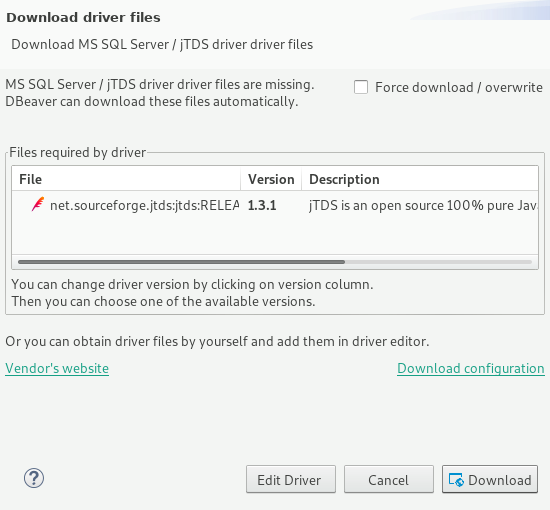 Download driver files
Download MS SQL Server / jTDS driver driver files
MS SQL Server / jTDS driver driver files are missing.
DBeaver can download these files automatically.
Force download / overwrite
Files required by driver
File Version Description
net.sourceforge.jtds:jtds:RELEA 1.3.1 jTDS is an open source 100% pure Jav
You can change driver version by clicking on version column.
Then you can choose one of the available versions.
Or you can obtain driver files by yourself and add them in driver editor.
Vendor's website Download configuration
? Edit Driver Cancel Download